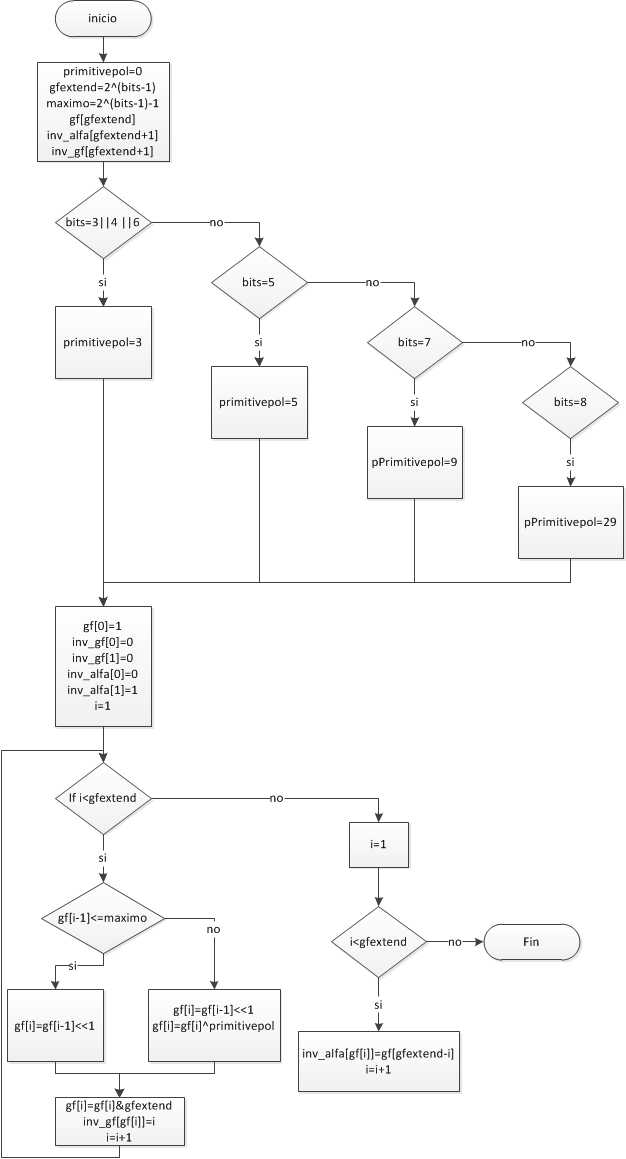 inicio
primitivepol=0
gfextend=2^(bits-1)
maximo=2^(bits-1)-1
gf[gfextend]
inv_alfa[gfextend+1]
inv_gf[gfextend+1]
bits=3||4 ||6
no
bits=5
no
bits=7
no
bits=8
si
primitivepol=3
si
primitivepol=5
si
pPrimitivepol=9
si
pPrimitivepol=29
gf[0]=1
inv_gf[0]=0
inv_gf[1]=0
inv_alfa[0]=0
inv_alfa[1]=1
i=1
If i<gfextend
no
i=1
si
gf[i-1]<=maximo
no
i<gfextend
no
Fin
si
gf[i]=gf[i-1]<<1
gf[i]=gf[i-1]<<1
gf[i]=gf[i]^primitivepol
si
inv_alfa[gf[i]]=gf[gfextend-i]
i=i+1
gf[i]=gf[i]&gfextend
inv_gf[gf[i]]=i
i=i+1